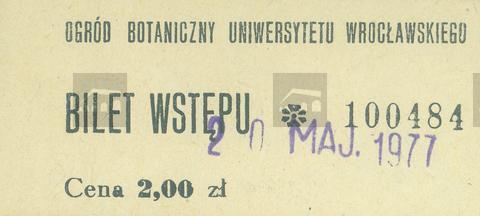 OGRÓD BOTANICZNY UNIWERSYTETU WROCŁAWSKIEGO
BILET WSTĘPU 100484
20 MAJ. 1977
Cena 2,00 zł